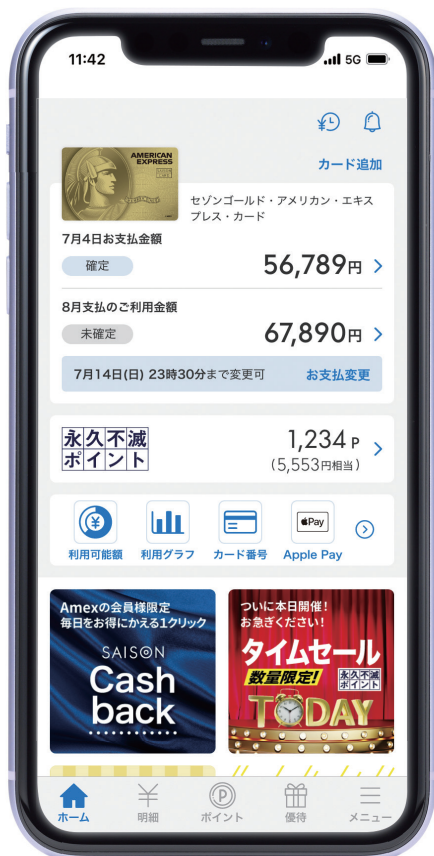 11:42
5G
カード追加
AMERICAN
EXPRESS
セゾンゴールド・アメリカン・エキス
プレス・カード
7月4日お支払金額
確定
56,789円
8月支払のご利用金額
未確定
67,890円
7月14日(日) 23時30分まで変更可
お支払変更
永久不滅
ポイント
1,234 P
(5,553円相当)
利用可能額
利用グラフ
カード番号
Pay
Apple Pay
Amexの会員様限定
毎日をお得にかえる1クリック
SAISON
Cash
back
ついに本日開催!
お急ぎください!
タイムセール
数量限定!
永久不滅
ポイント
TODAY
ホーム
明細
ポイント
優待
メニュー